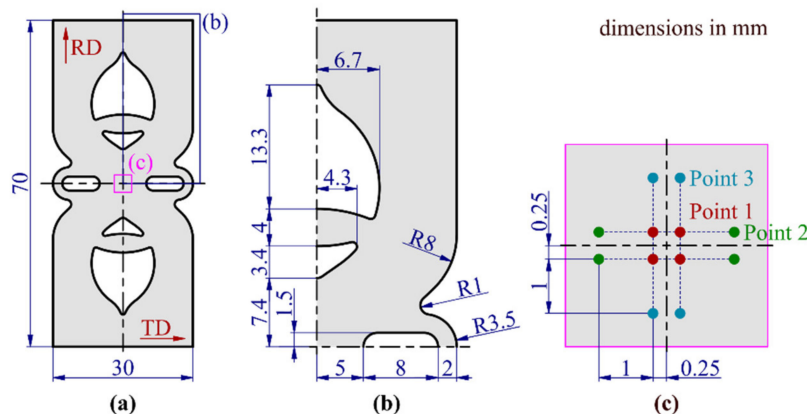 (b)
dimensions in mm
RD
(c)
70
TD
30
(a)
6.7
13.3
4.3
4
3.4
7.4
1.5
R8
R1
R3.5
5
8
2
(b)
Point 3
Point 1
Point 2
0.25
1
1
0.25
(c)